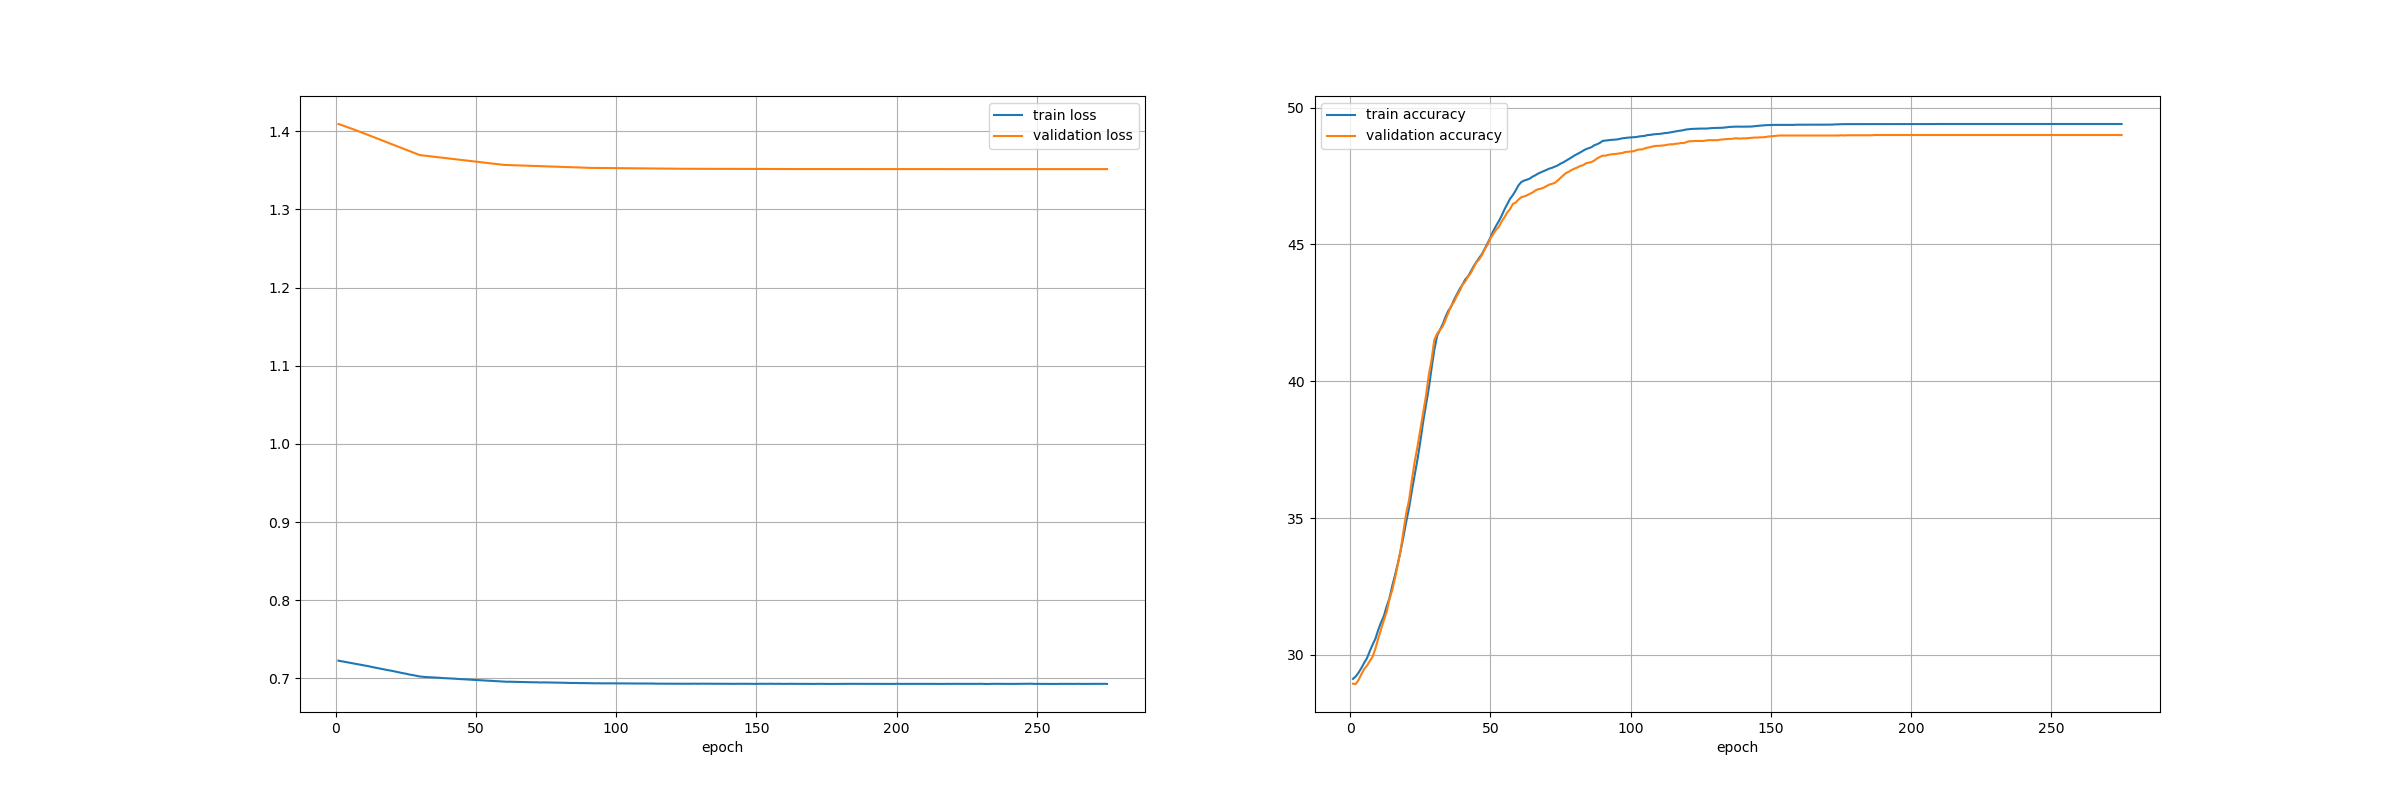 train loss
validation loss
1.4
1.3
1.2
1.1
1.0
0.9
0.8
0.7
0 50 100 150 200 250
epoch
train accuracy
validation accuracy
50
45
40
35
30
0 50 100 150 200 250
epoch